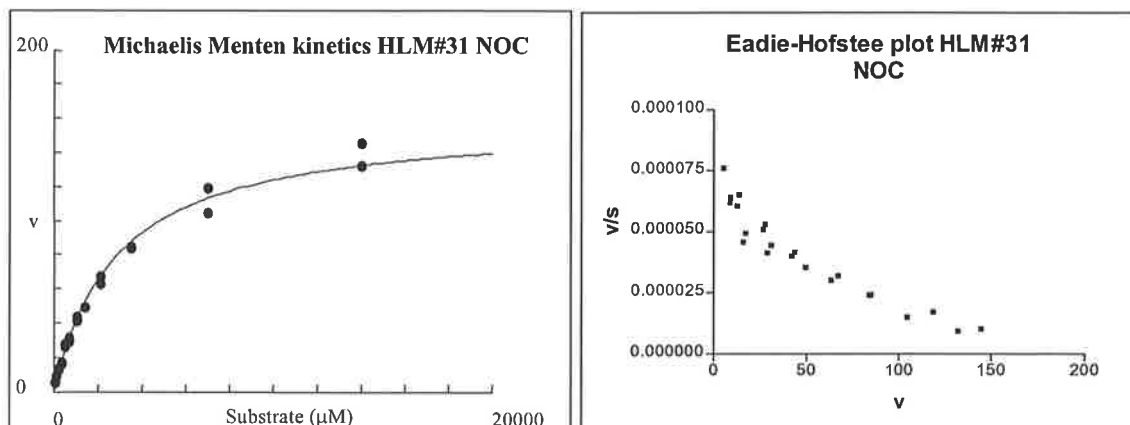 Michaelis Menten kinetics HLM#31 NOC
200
v
0
0
Substrate (µM)
20000
Eadie-Hofstee plot HLM#31
NOC
0.000100
0.000075
v/s
0.000050
0.000025
0.000000
0
50
100
150
200
v